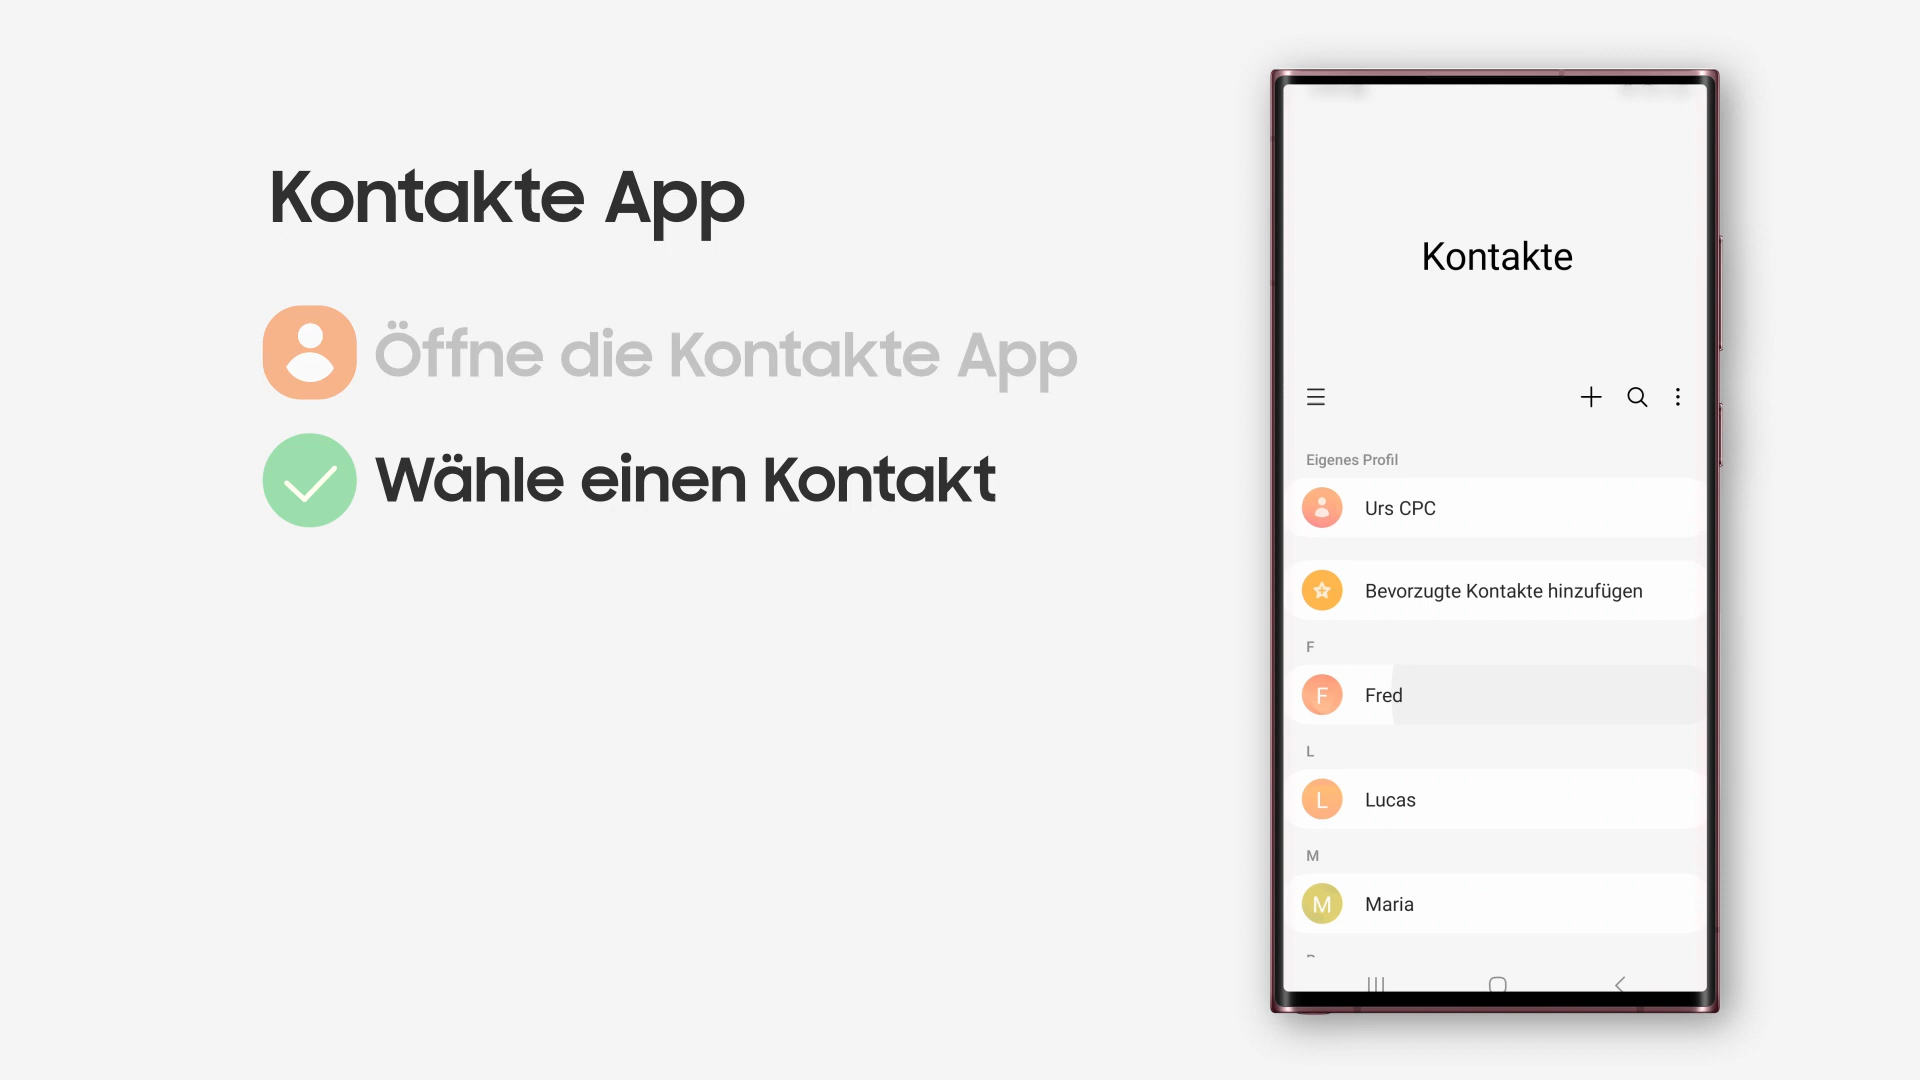 Kontakte App
Öffne die Kontakte App
Wähle einen Kontakt
Kontakte
Eigenes Profil
Urs CPC
Bevorzugte Kontakte hinzufügen
F
F Fred
L
L Lucas
M
M Maria